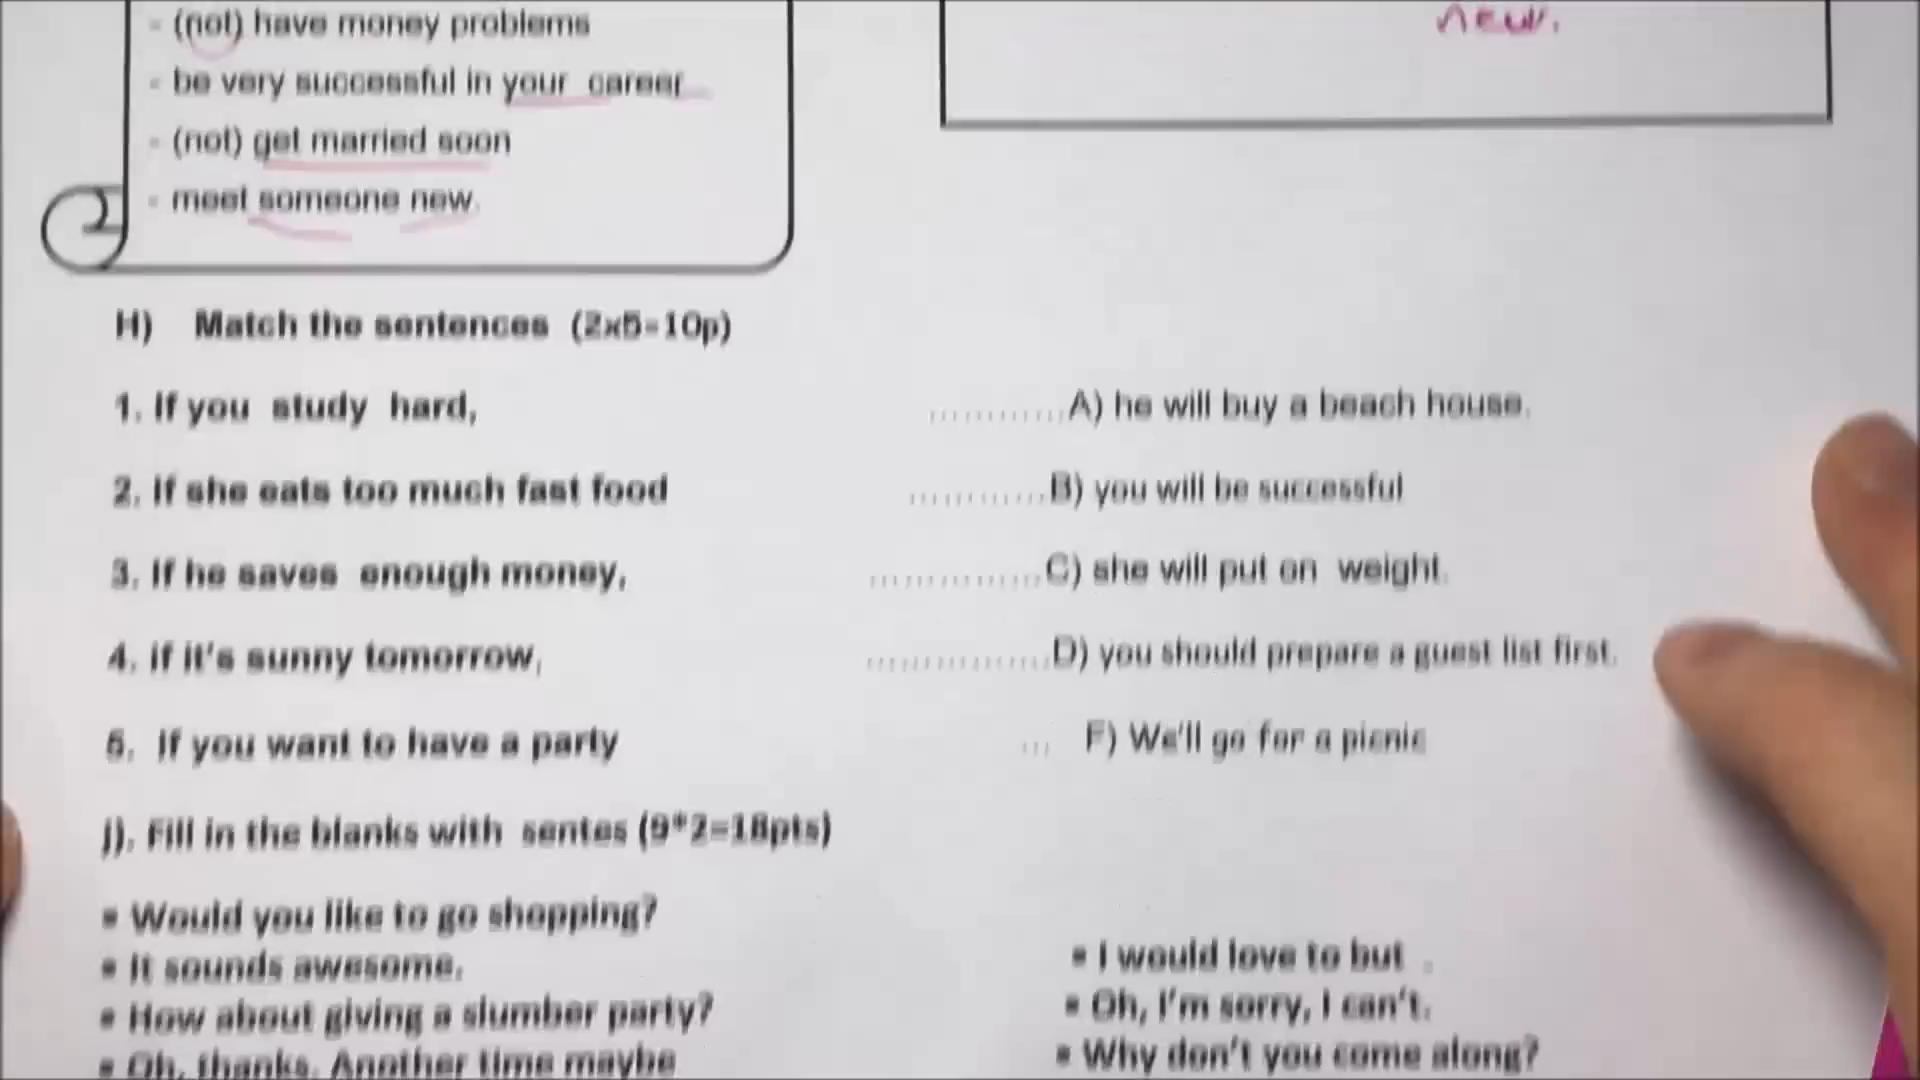 - (not) have money problems
- be very successful in your career
- (not) get married soon
- meet someone new.
new.
H) Match the sentences (2x5=10p)
1. If you study hard,
............A) he will buy a beach house.
2. If she eats too much fast food
............B) you will be successful
3. If he saves enough money,
...............C) she will put on weight.
4. if it's sunny tomorrow,
................D) you should prepare a guest list first.
5. If you want to have a party
... F) We'll go for a picnic
j). Fill in the blanks with sentes (9*2=18pts)
• Would you like to go shopping?
• It sounds awesome.
• How about giving a slumber party?
• Oh, thanks. Another time maybe
• I would love to but .
• Oh, I'm sorry, I can't.
• Why don't you come along?